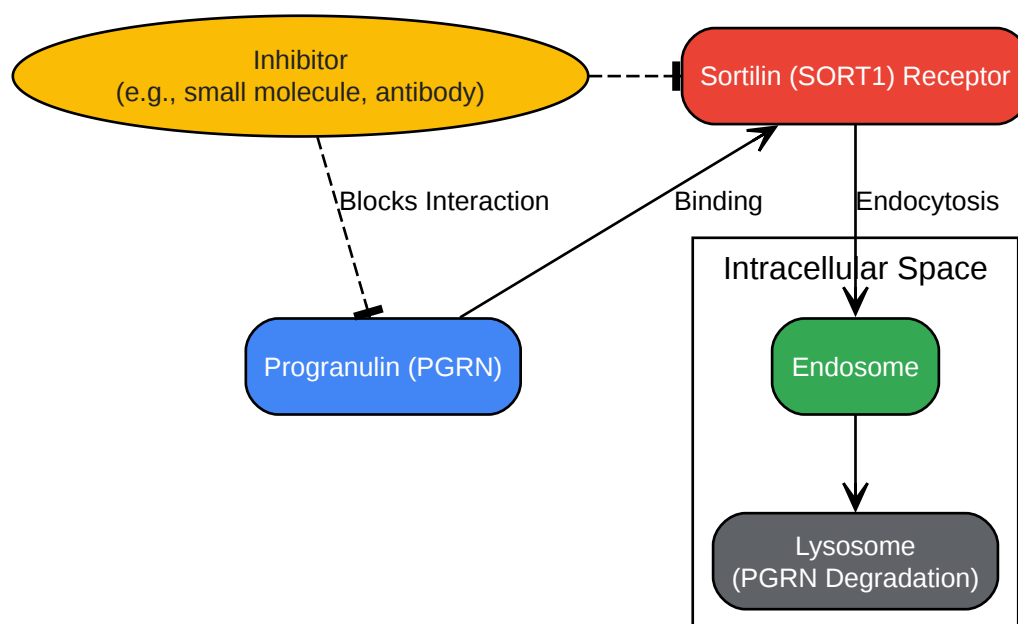 Inhibitor
(e.g., small molecule, antibody)
Sortilin (SORT1) Receptor
Blocks Interaction
Binding
Endocytosis
Intracellular Space
Progranulin (PGRN)
Endosome
Lysosome
(PGRN Degradation)